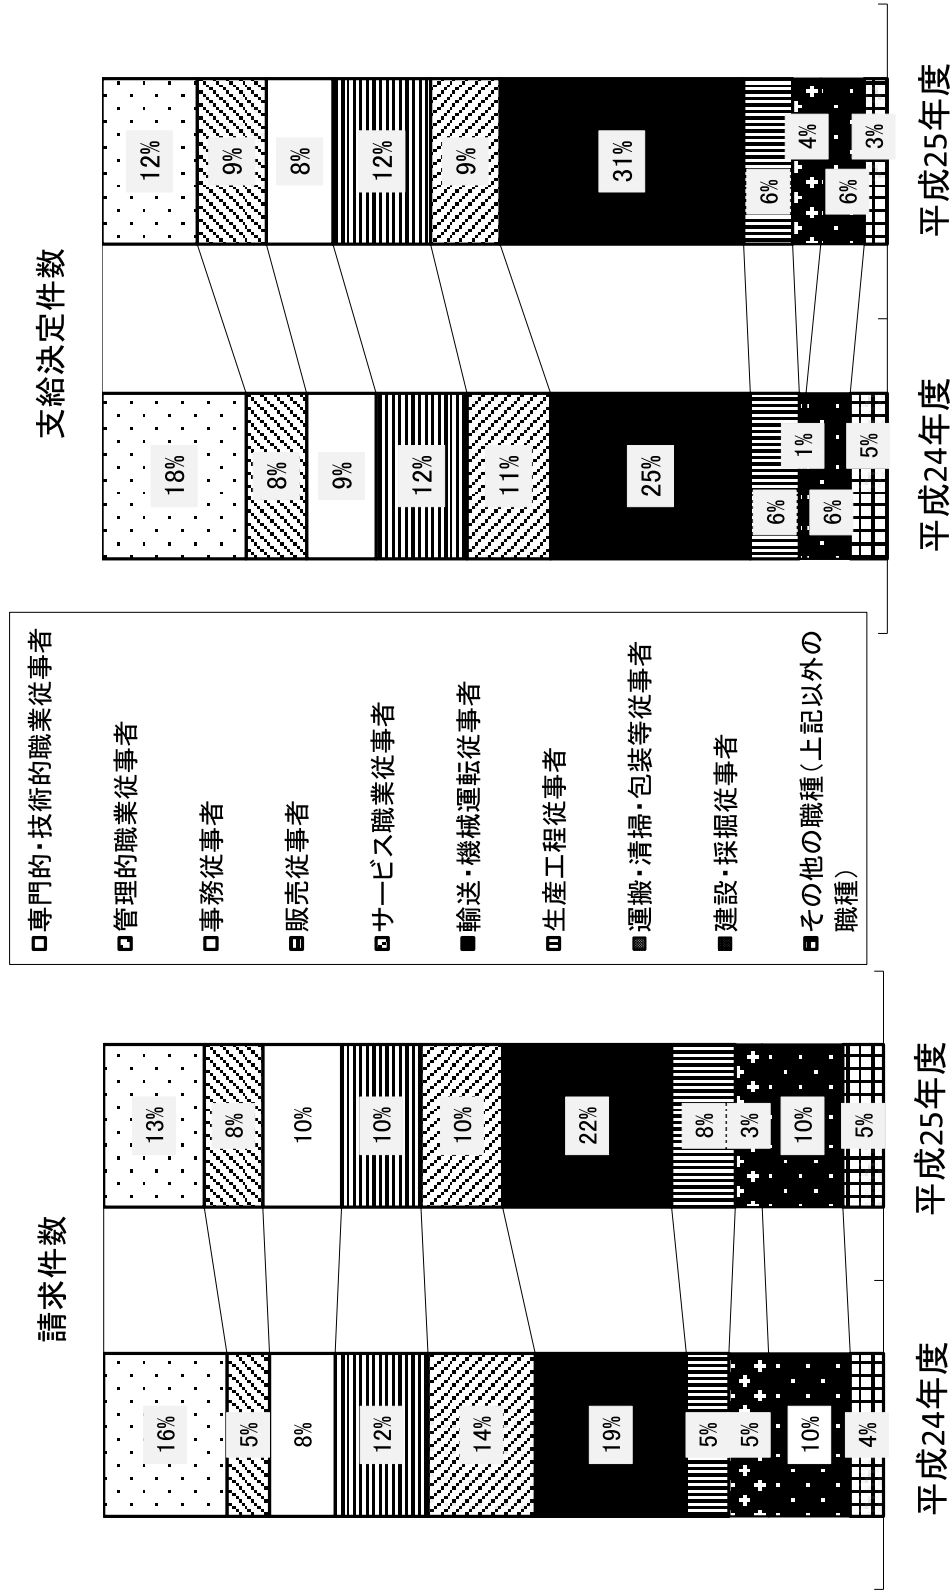 請求件数
16%
5%
8%
12%
14%
19%
5%
5%
10%
4%
平成24年度
13%
8%
10%
10%
10%
22%
8%
3%
10%
5%
平成25年度
専門的・技術的職業従事者
管理的職業従事者
事務従事者
販売従事者
サービス職業従事者
輸送・機械運転従事者
生産工程従事者
運搬・清掃・包装等従事者
建設・採掘従事者
その他の職種(上記以外の
職種)
支給決定件数
18%
8%
9%
12%
11%
25%
6%
1%
6%
5%
平成24年度
12%
9%
8%
12%
9%
31%
6%
4%
6%
3%
平成25年度